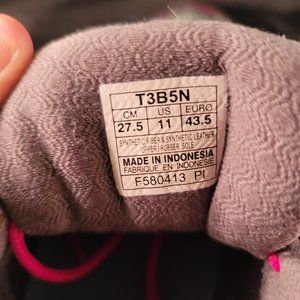 T3B5N
CM US EURO
27.5 11 43.5
SYNTHETIC FIBER & SYNTHETIC LEATHER
UPPER / RUBBER SOLE
MADE IN INDONESIA
FABRIQUE EN INDONESIE
F580413 PI